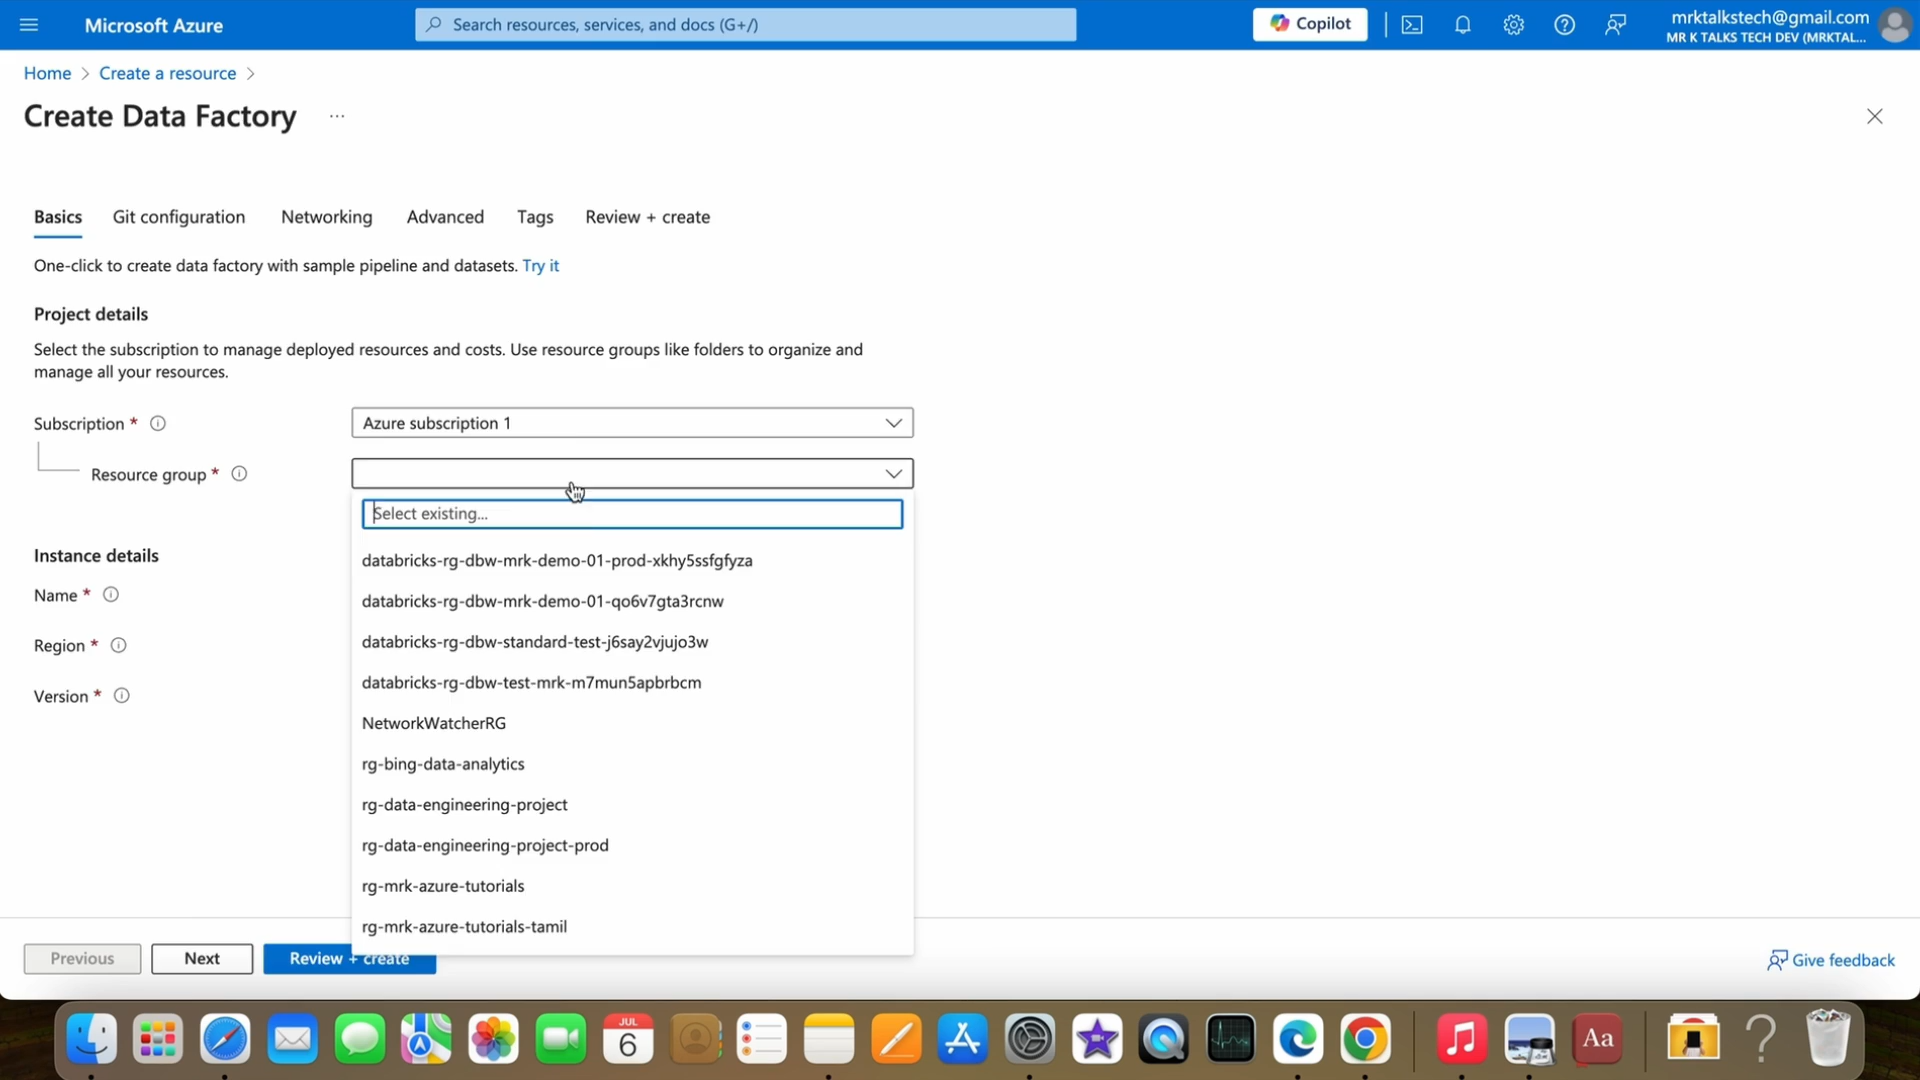 Microsoft Azure
Search resources, services, and docs (G+/)
Copilot
mrktalkstech@gmail.com
MR K TALKS TECH DEV (MRKTAL...
Home > Create a resource >
Create Data Factory ...
Basics Git configuration Networking Advanced Tags Review + create
One-click to create data factory with sample pipeline and datasets. Try it
Project details
Select the subscription to manage deployed resources and costs. Use resource groups like folders to organize and
manage all your resources.
Subscription *
Azure subscription 1
Resource group *
Select existing...
databricks-rg-dbw-mrk-demo-01-prod-xkhy5ssfgfyza
databricks-rg-dbw-mrk-demo-01-qo6v7gta3rcnw
databricks-rg-dbw-standard-test-j6say2vjujo3w
databricks-rg-dbw-test-mrk-m7mun5apbrbcm
NetworkWatcherRG
rg-bing-data-analytics
rg-data-engineering-project
rg-data-engineering-project-prod
rg-mrk-azure-tutorials
rg-mrk-azure-tutorials-tamil
Instance details
Name *
Region *
Version *
Previous
Next
Review + create
Give feedback
JUL
6
Aa